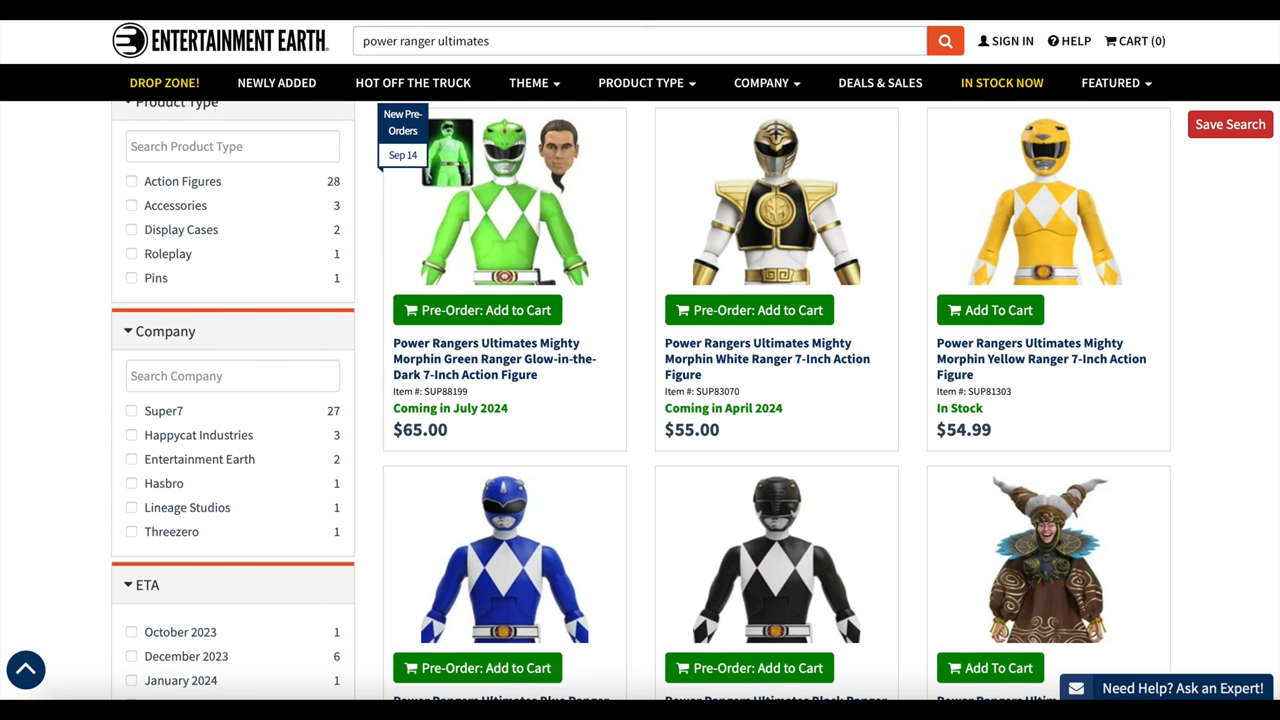 ENTERTAINMENT EARTH
power ranger ultimates
SIGN IN
HELP
CART (0)
DROP ZONE!
NEWLY ADDED
HOT OFF THE TRUCK
THEME
PRODUCT TYPE
COMPANY
DEALS & SALES
IN STOCK NOW
FEATURED
Product Type
Search Product Type
Action Figures 28
Accessories 3
Display Cases 2
Roleplay 1
Pins 1
Company
Search Company
Super7 27
Happycat Industries 3
Entertainment Earth 2
Hasbro 1
Lineage Studios 1
Threezero 1
ETA
October 2023 1
December 2023 6
January 2024 1
New Pre-
Orders
Sep 14
Pre-Order: Add to Cart
Power Rangers Ultimates Mighty
Morphin Green Ranger Glow-in-the-
Dark 7-Inch Action Figure
Item #: SUP88199
Coming in July 2024
$65.00
Pre-Order: Add to Cart
Power Rangers Ultimates Mighty
Morphin White Ranger 7-Inch Action
Figure
Item #: SUP83070
Coming in April 2024
$55.00
Add To Cart
Power Rangers Ultimates Mighty
Morphin Yellow Ranger 7-Inch Action
Figure
Item #: SUP81303
In Stock
$54.99
Save Search
Pre-Order: Add to Cart
Power Rangers Ultimates Blue Ranger
Pre-Order: Add to Cart
Power Rangers Ultimates Black Ranger
Add To Cart
Power Rangers
Need Help? Ask an Expert!